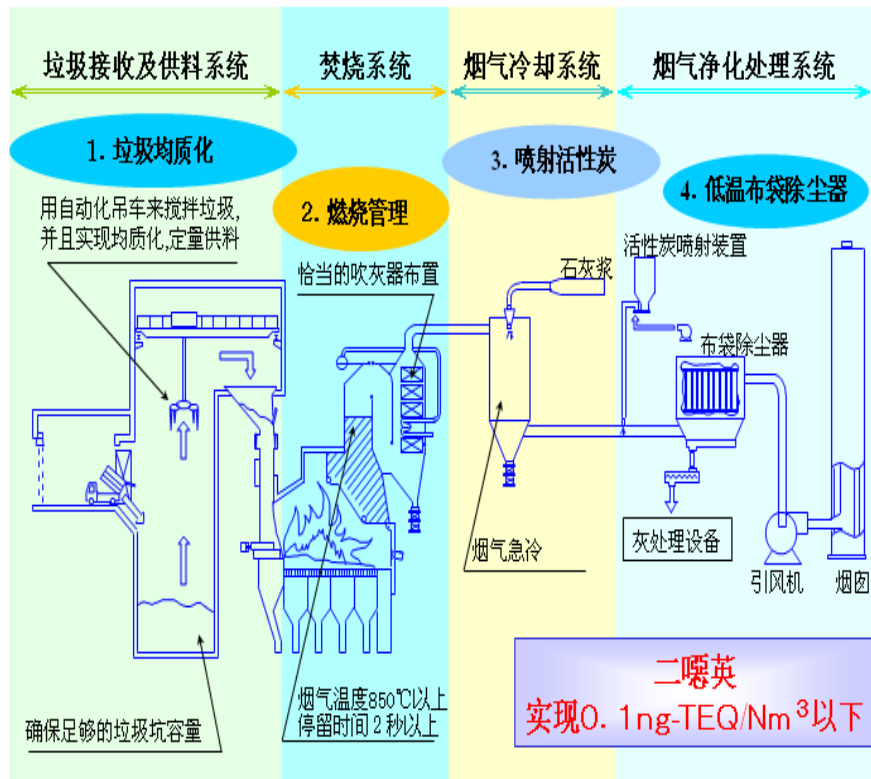 垃圾接收及供料系统
焚烧系统
烟气冷却系统
烟气净化处理系统
1. 垃圾均质化
2. 燃烧管理
3. 喷射活性炭
4. 低温布袋除尘器
用自动化吊车来搅拌垃圾,
并且实现均质化,定量供料
恰当的吹灰器布置
石灰浆
活性炭喷射装置
布袋除尘器
烟气急冷
灰处理设备
引风机
烟囱
确保足够的垃圾坑容量
烟气温度850℃以上
停留时间2秒以上
二噁英
实现0.1ng-TEQ/Nm³以下